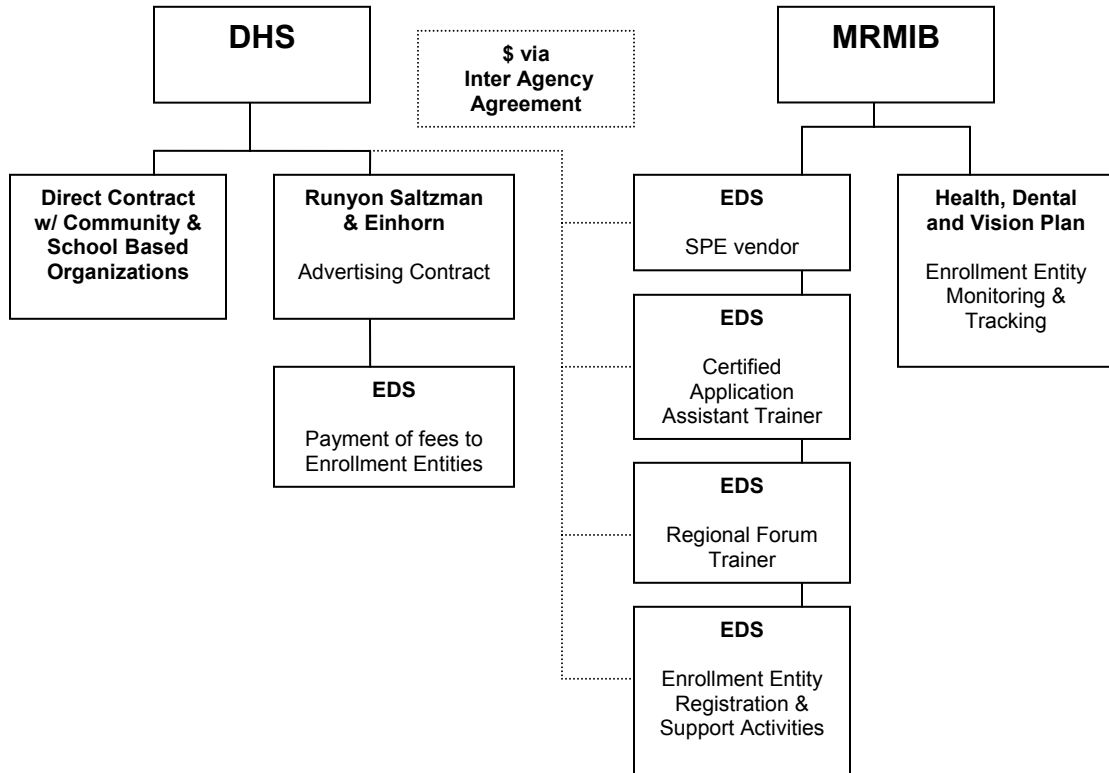 DHS
$ via
Inter Agency
Agreement
MRMIB
Direct Contract
w/ Community &
School Based
Organizations
Runyon Saltzman
& Einhorn
Advertising Contract
EDS
Payment of fees to
Enrollment Entities
EDS
SPE vendor
EDS
Certified
Application
Assistant Trainer
EDS
Regional Forum
Trainer
EDS
Enrollment Entity
Registration &
Support Activities
Health, Dental
and Vision Plan
Enrollment Entity
Monitoring &
Tracking